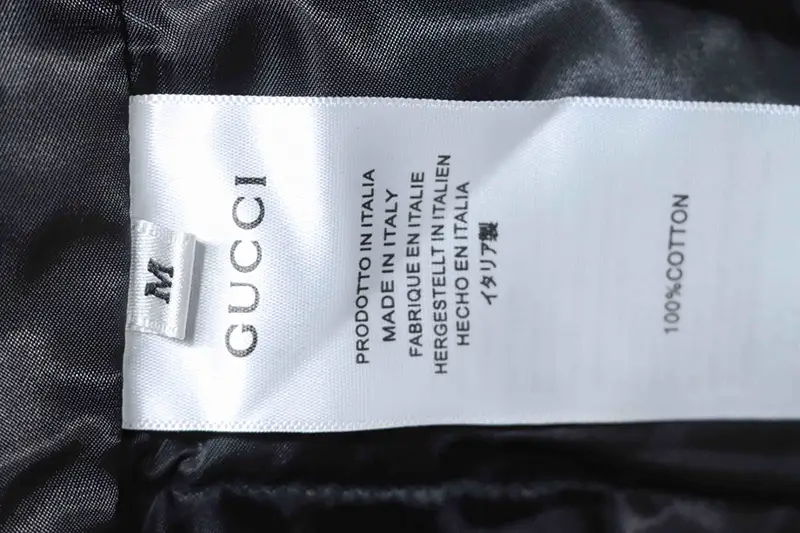 M
GUCCI
PRODOTTO IN ITALIA
MADE IN ITALY
FABRIQUE EN ITALIE
HERGESTELLT IN ITALIEN
HECHO EN ITALIA
イタリア製
100%COTTON